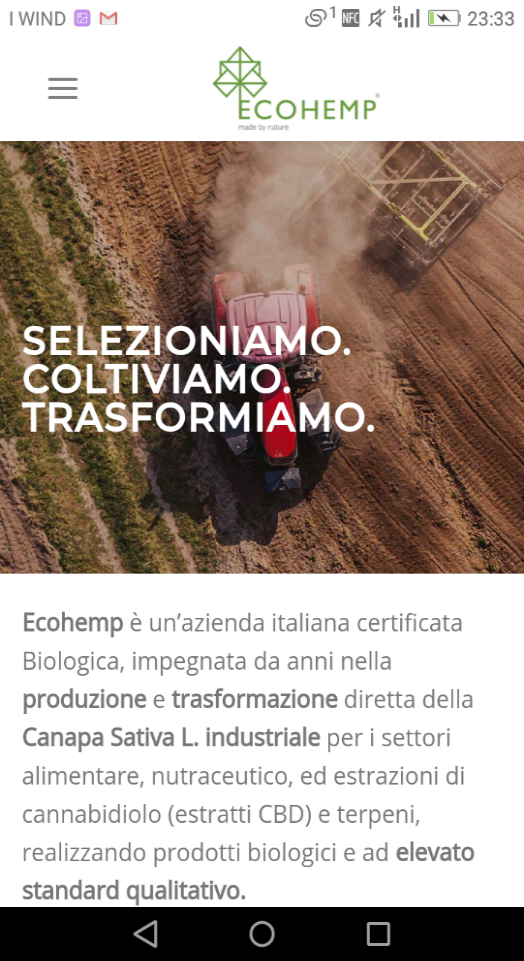 I WIND
1 NFC H 23:33
ECOHEMP®
made by nature
SELEZIONIAMO.
COLTIVIAMO.
TRASFORMIAMO.
Ecohemp è un'azienda italiana certificata
Biologica, impegnata da anni nella
produzione e trasformazione diretta della
Canapa Sativa L. industriale per i settori
alimentare, nutraceutico, ed estrazioni di
cannabidiolo (estratti CBD) e terpeni,
realizzando prodotti biologici e ad elevato
standard qualitativo.